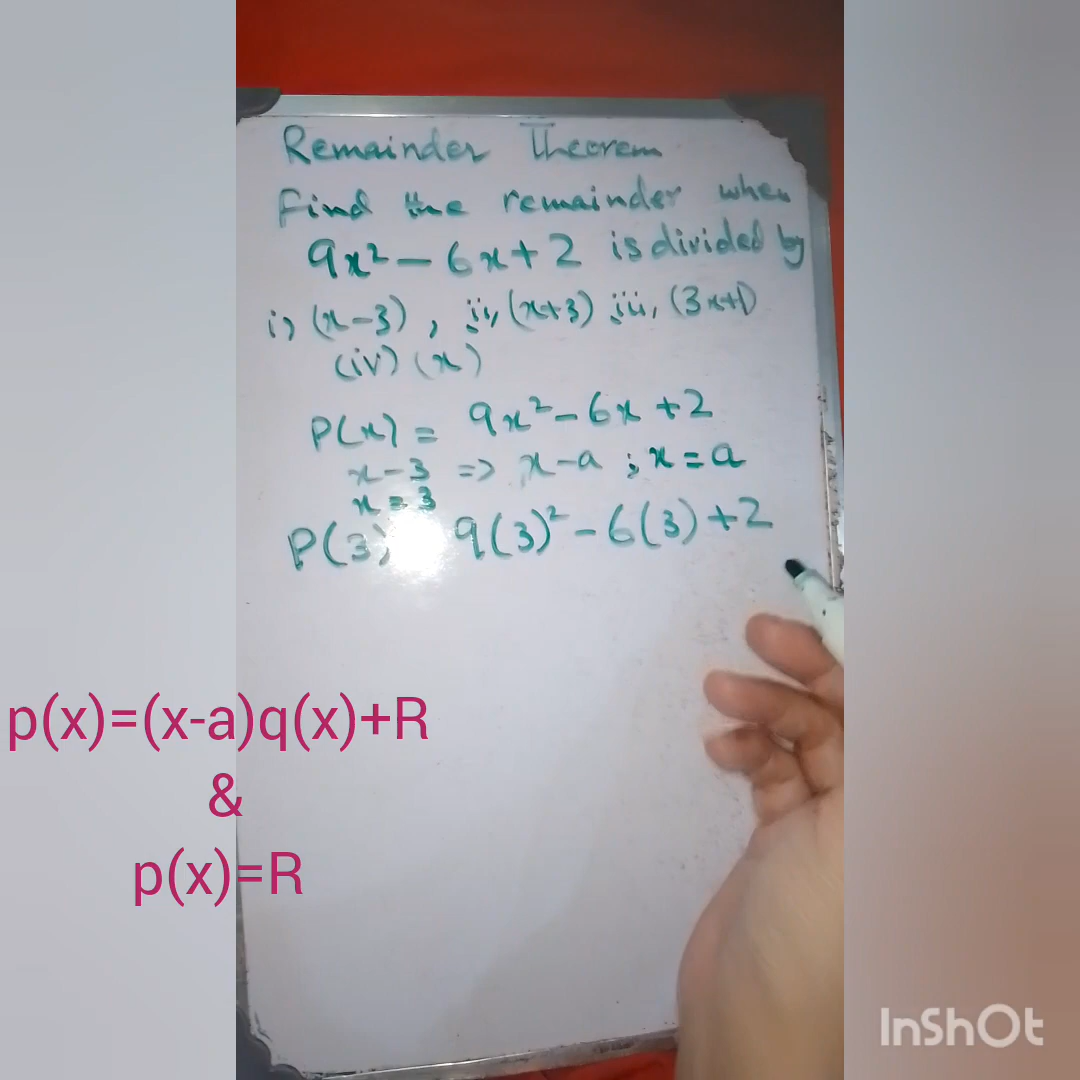 Remainder Theorem
Find the remainder when
9x² - 6x + 2 is divided by
i, (x-3), ii, (x+3) iii, (3x+1)
(iv) (x)
P(x) = 9x² - 6x + 2
x-3 => x-a ; x = a
x = 3
P(3) 9(3)² - 6(3) + 2
p(x)=(x-a)q(x)+R
&
p(x)=R
InShOt